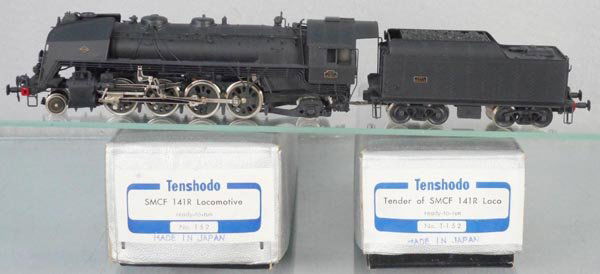 Tenshodo
SMCF 141R Locomotive
ready-to-run
No. 152
MADE IN JAPAN
Tenshodo
Tender of SMCF 141R Loco
ready-to-run
No. T-152
MADE IN JAPAN